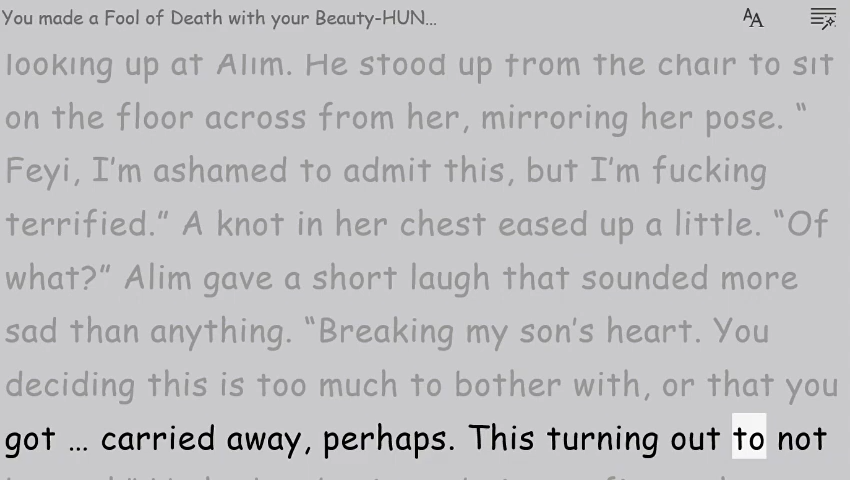 You made a Fool of Death with your Beauty-HUN...
AA
looking up at Alim. He stood up from the chair to sit
on the floor across from her, mirroring her pose. “
Feyi, I’m ashamed to admit this, but I’m fucking
terrified.” A knot in her chest eased up a little. “Of
what?” Alim gave a short laugh that sounded more
sad than anything. “Breaking my son’s heart. You
deciding this is too much to bother with, or that you
got … carried away, perhaps. This turning out to not